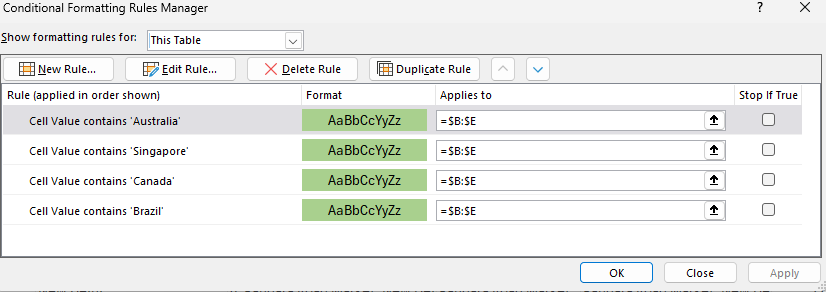 Conditional Formatting Rules Manager ? ×
Show formatting rules for: This Table
New Rule... Edit Rule... Delete Rule Duplicate Rule
Rule (applied in order shown) Format Applies to Stop If True
Cell Value contains 'Australia' AaBbCcYyZz =$B:$E
Cell Value contains 'Singapore' AaBbCcYyZz =$B:$E
Cell Value contains 'Canada' AaBbCcYyZz =$B:$E
Cell Value contains 'Brazil' AaBbCcYyZz =$B:$E
OK Close Apply